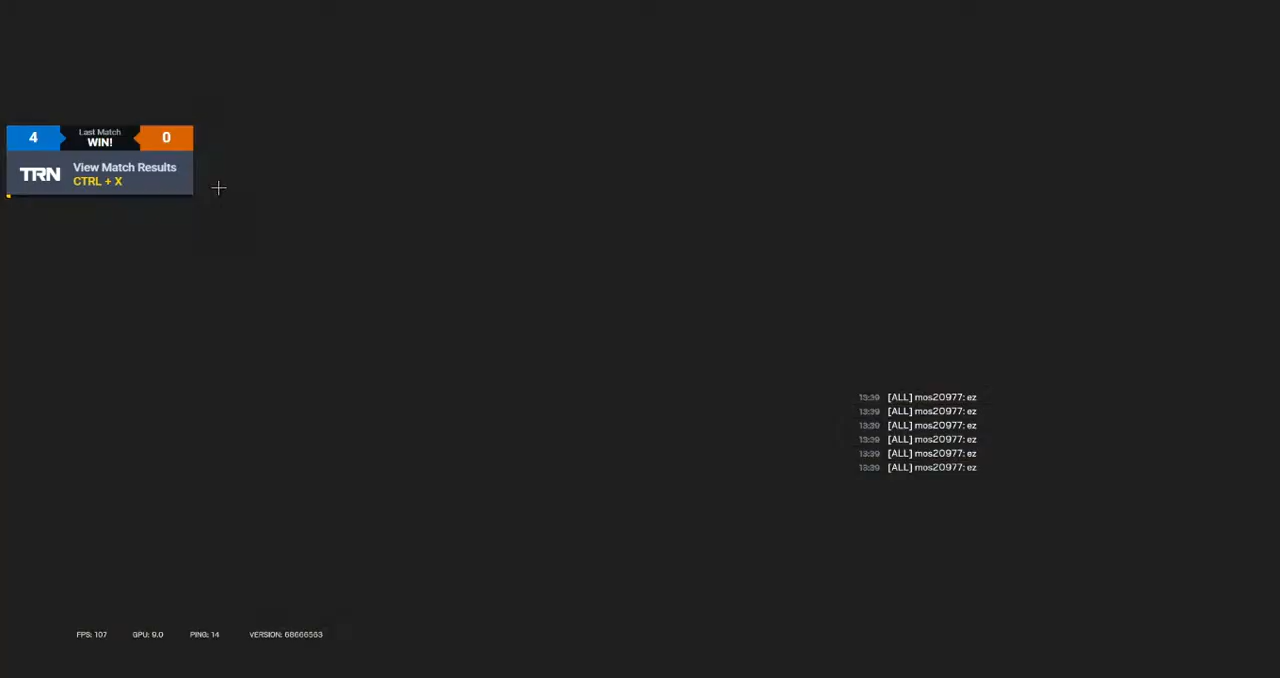 4 Last Match 0
WIN!
TRN View Match Results
CTRL + X
13:39 [ALL] mos20977: ez
13:39 [ALL] mos20977: ez
13:39 [ALL] mos20977: ez
13:39 [ALL] mos20977: ez
13:39 [ALL] mos20977: ez
13:39 [ALL] mos20977: ez
FPS: 107 GPU: 9.0 PING: 14 VERSION: 68666563